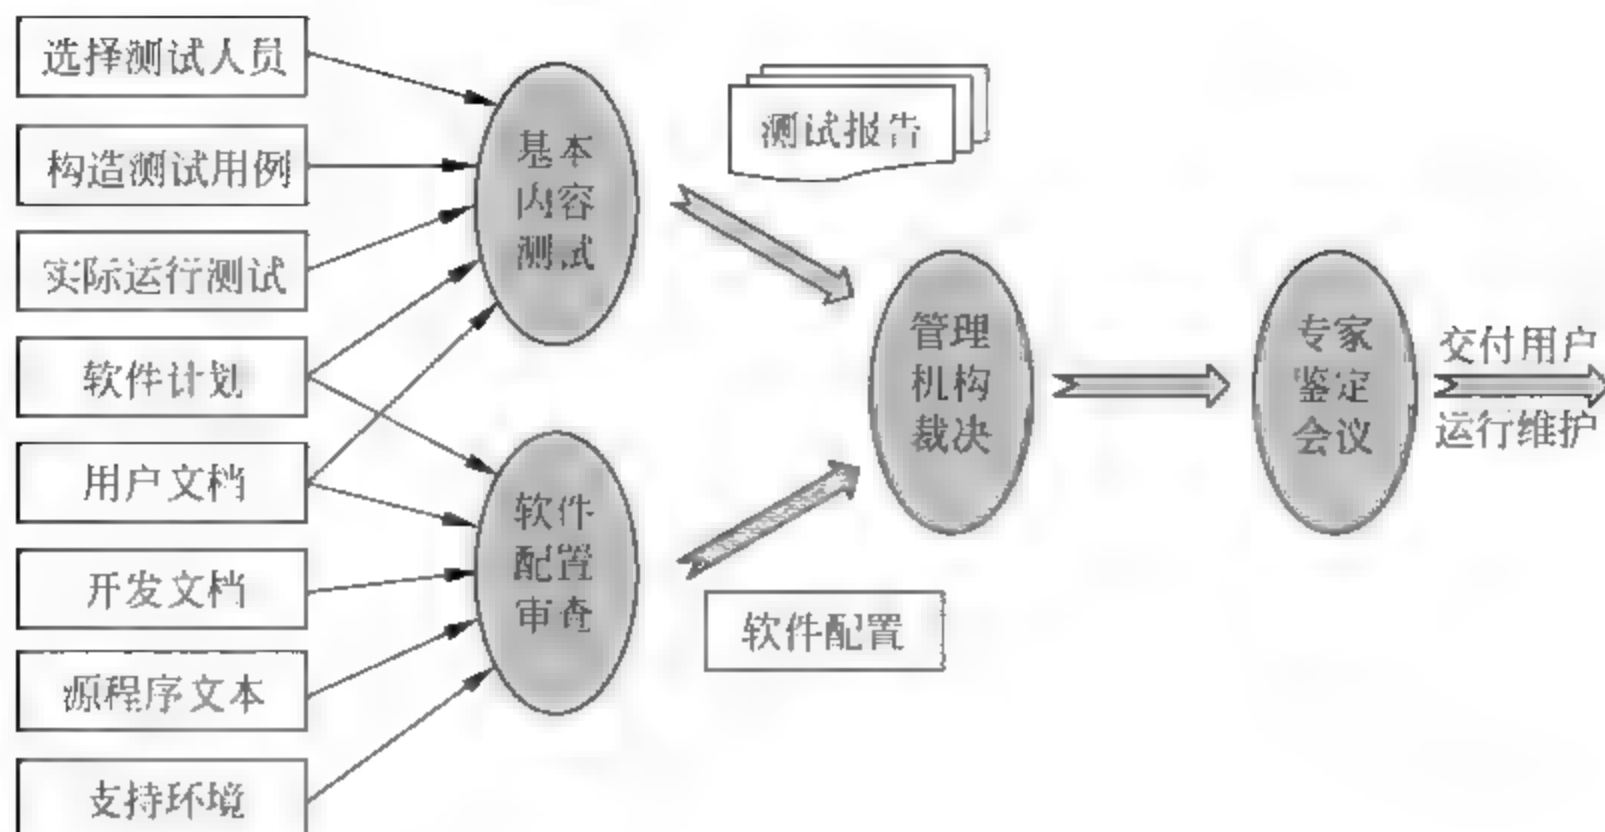 选择测试人员
构造测试用例
实际运行测试
软件计划
用户文档
开发文档
源程序文本
支持环境
基本
内容
测试
软件
配置
审查
测试报告
软件配置
管理
机构
裁决
专家
鉴定
会议
交付用户
运行维护